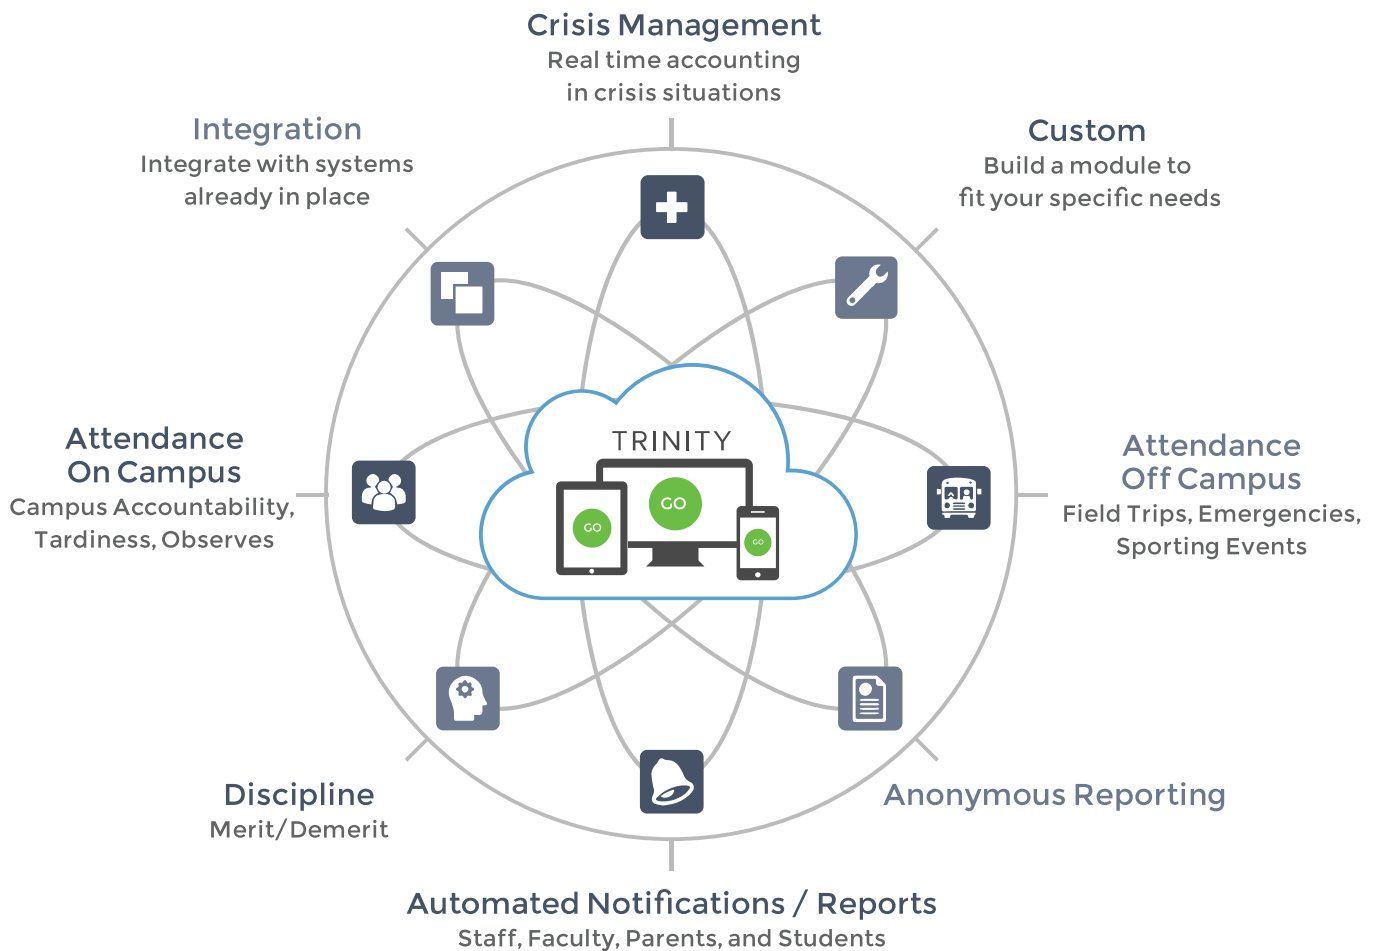 Crisis Management
Real time accounting
in crisis situations
Integration
Integrate with systems
already in place
Custom
Build a module to
fit your specific needs
Attendance
On Campus
Campus Accountability,
Tardiness, Observes
TRINITY
GO
GO
GO
Attendance
Off Campus
Field Trips, Emergencies,
Sporting Events
Discipline
Merit/Demerit
Anonymous Reporting
Automated Notifications / Reports
Staff, Faculty, Parents, and Students